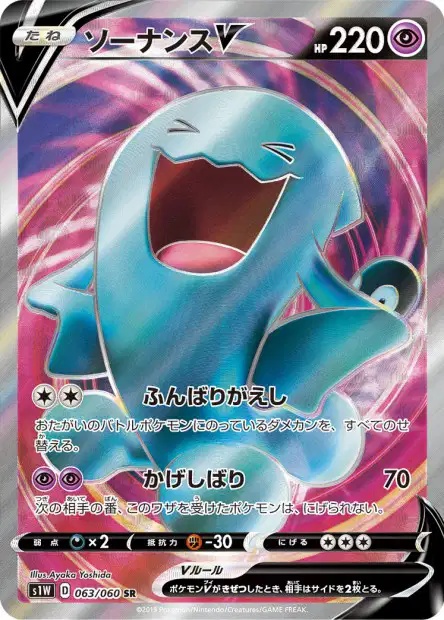 たね ソーナンスV HP 220
ふんばりがえし
おたがいのバトルポケモンにのっているダメカンを、すべてのせ
替える。
かげしばり 70
次の相手の番、このワザを受けたポケモンは、にげられない。
弱点 ×2 抵抗力 -30 にげる
Illus. Ayaka Yoshida
Vルール
s1W D 063/060 SR
ポケモンVがきぜつしたとき、相手はサイドを2枚とる。
©2019 Pokémon/Nintendo/Creatures/GAME FREAK.